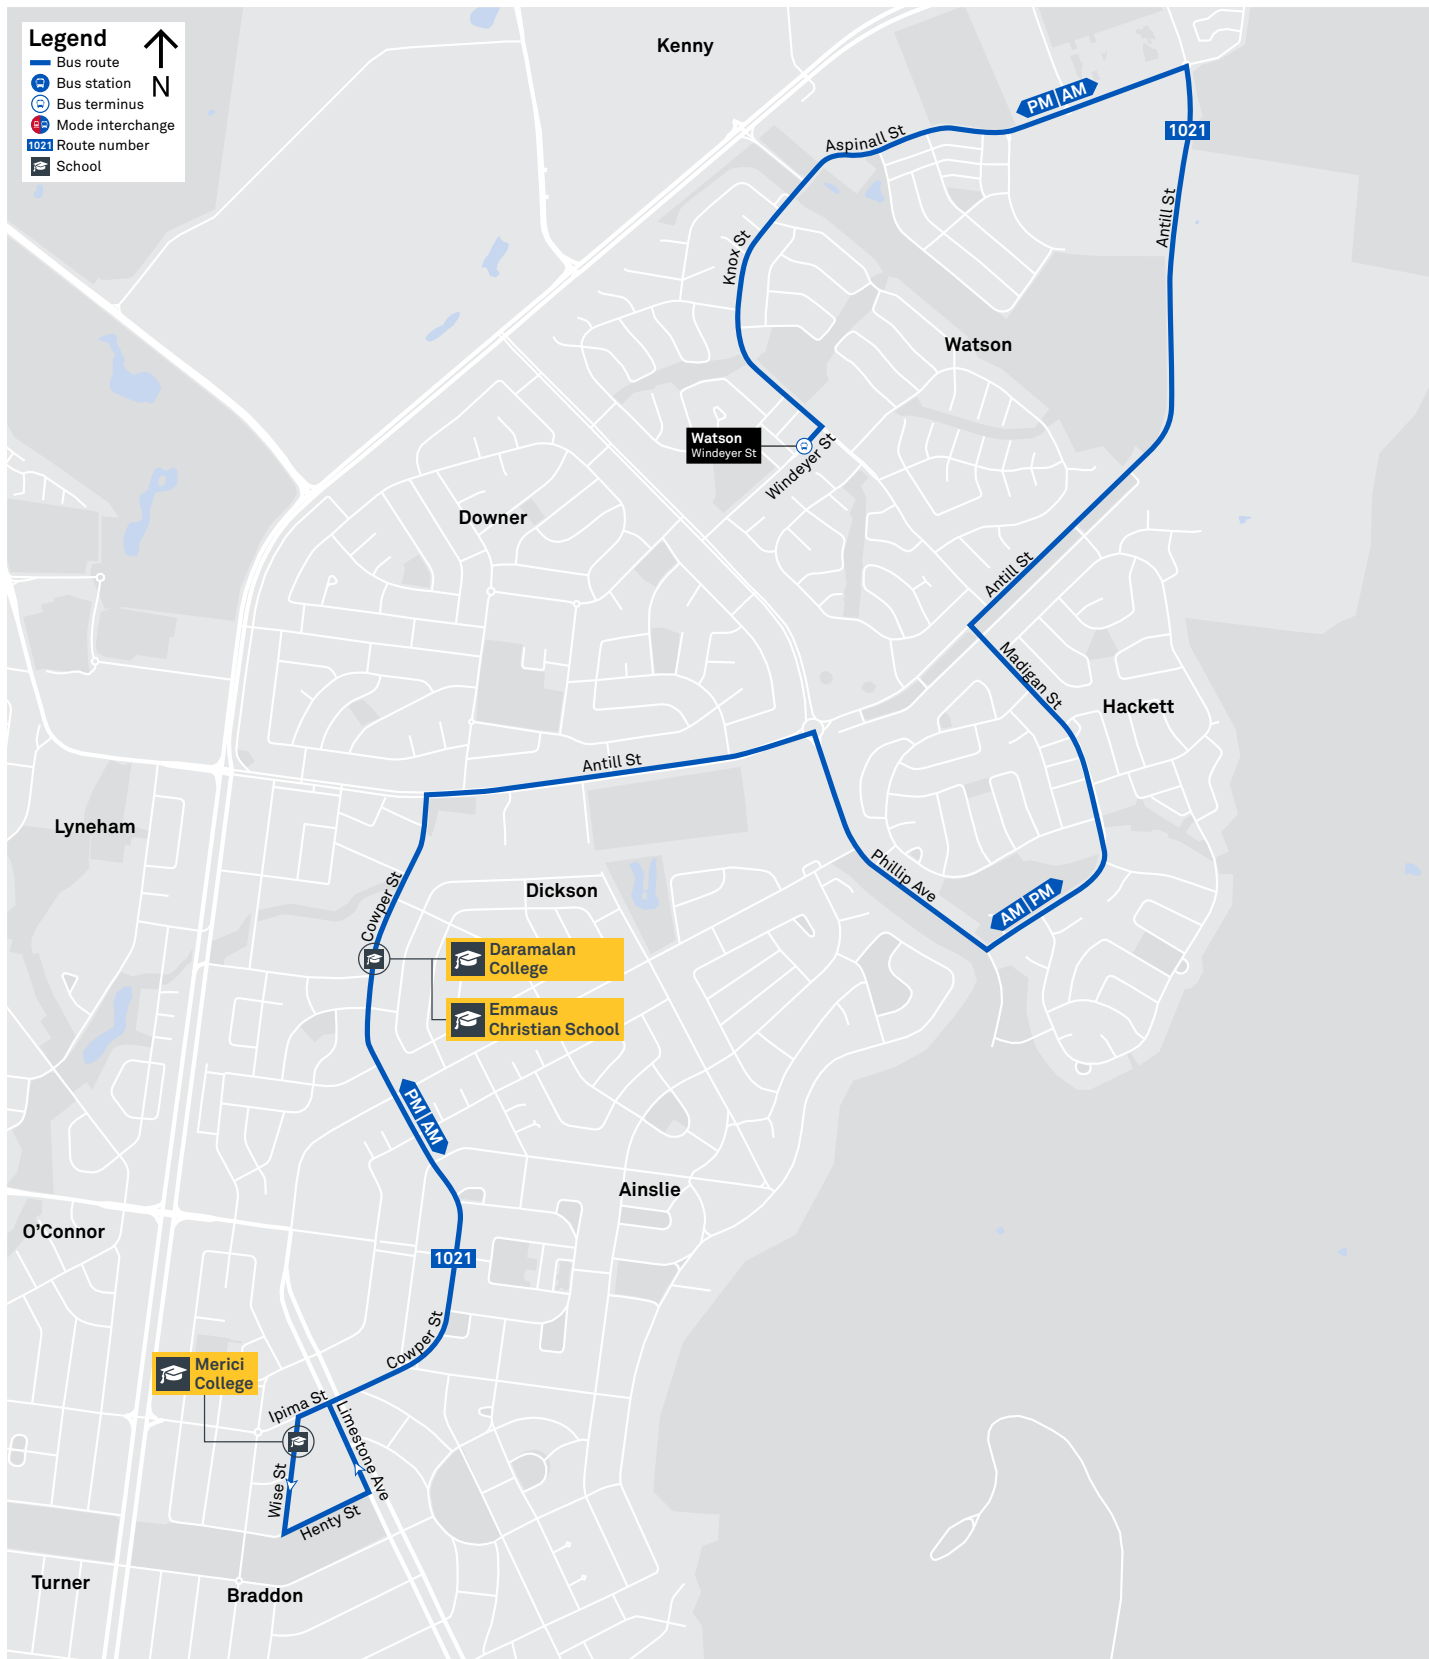 Legend
N
Bus route
Bus station
Bus terminus
Mode interchange
1021 Route number
School
Kenny
PM AM
1021
Aspinall St
Antill St
Knox St
Watson
Watson
Windeyer St
Windeyer St
Downer
Antill St
Madigan St
Hackett
Antill St
Lyneham
Phillip Ave
Dickson
AM PM
Cowper St
Daramalan
College
Emmaus
Christian School
PM AM
Ainslie
O'Connor
1021
Cowper St
Merici
College
Ipima St
Limestone Ave
Wise St
Henty St
Turner
Braddon